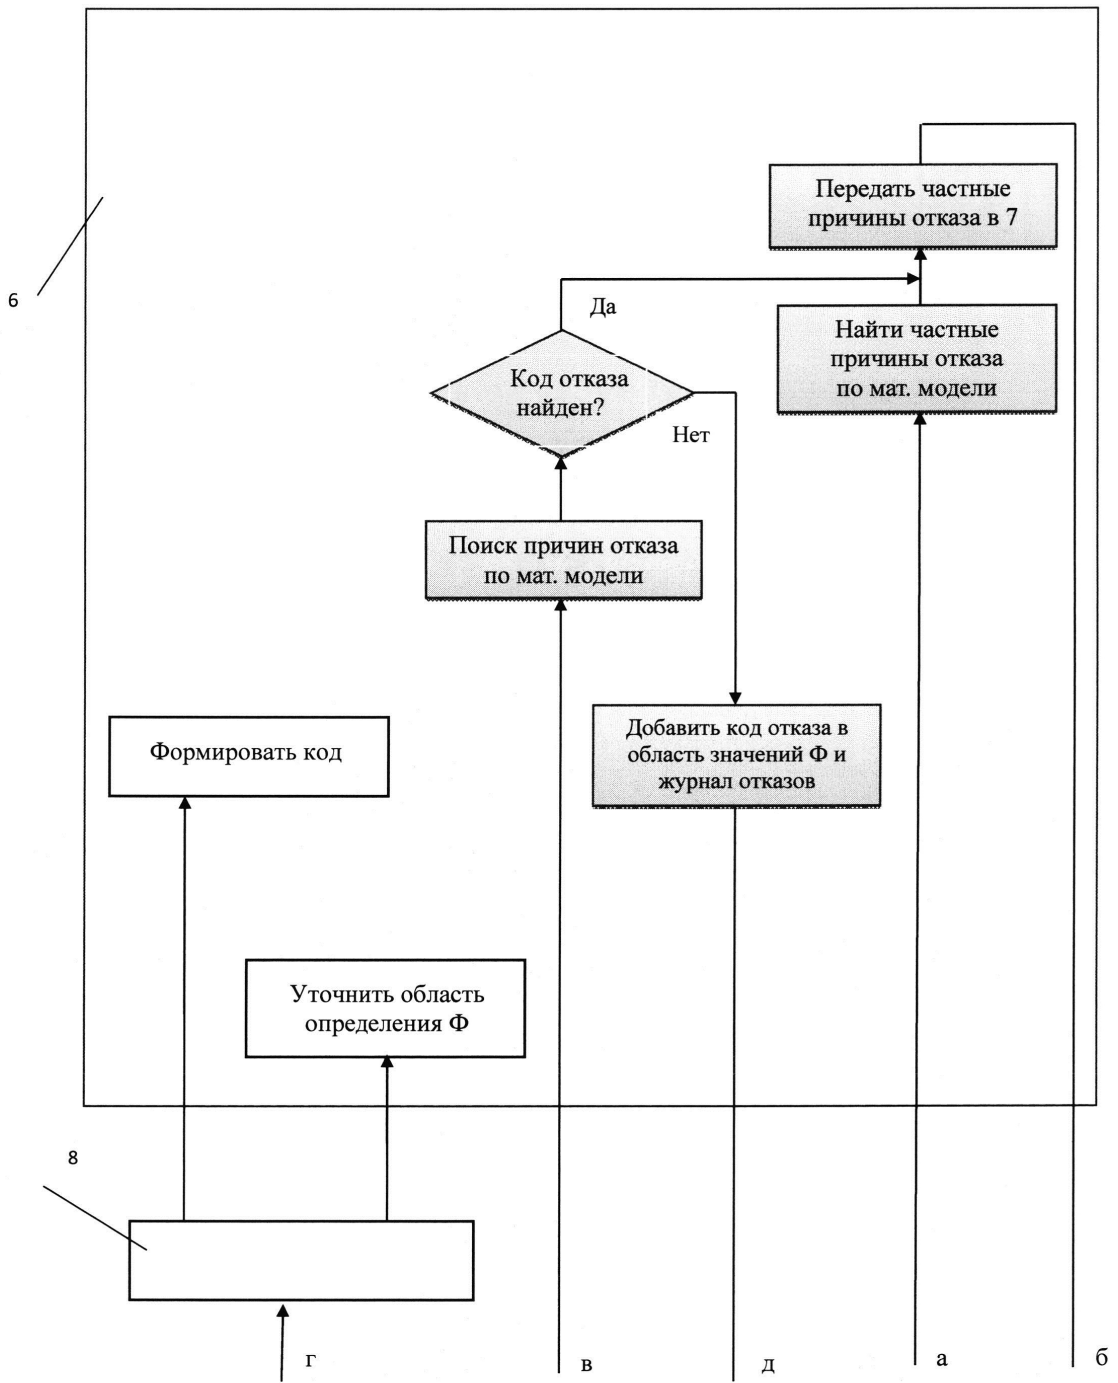 Передать частные
причины отказа в 7
6
Да
Найти частные
причины отказа
по мат. модели
Код отказа
найден?
Нет
Поиск причин отказа
по мат. модели
Формировать код
Добавить код отказа в
область значений Ф и
журнал отказов
Уточнить область
определения Ф
8
г
в
д
а
б